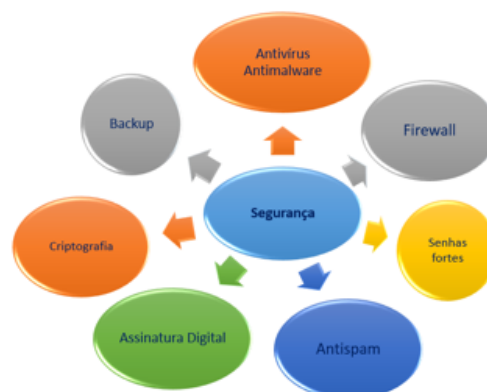 Antivírus
Antimalware
Backup
Firewall
Segurança
Criptografia
Senhas
fortes
Assinatura Digital
Antispam